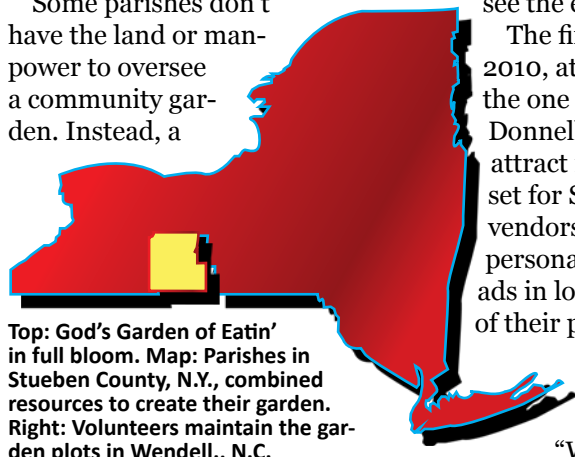 Some parishes don't
have the land or man-
power to oversee
a community gar-
den. Instead, a
Top: God's Garden of Eatin'
in full bloom. Map: Parishes in
Stueben County, N.Y., combined
resources to create their garden.
Right: Volunteers maintain the gar-
den plots in Wendell., N.C.
see the e
The fi
2010, at
the one
Donnel
attract
set for S
vendors
persona
ads in lo
of their p
"V